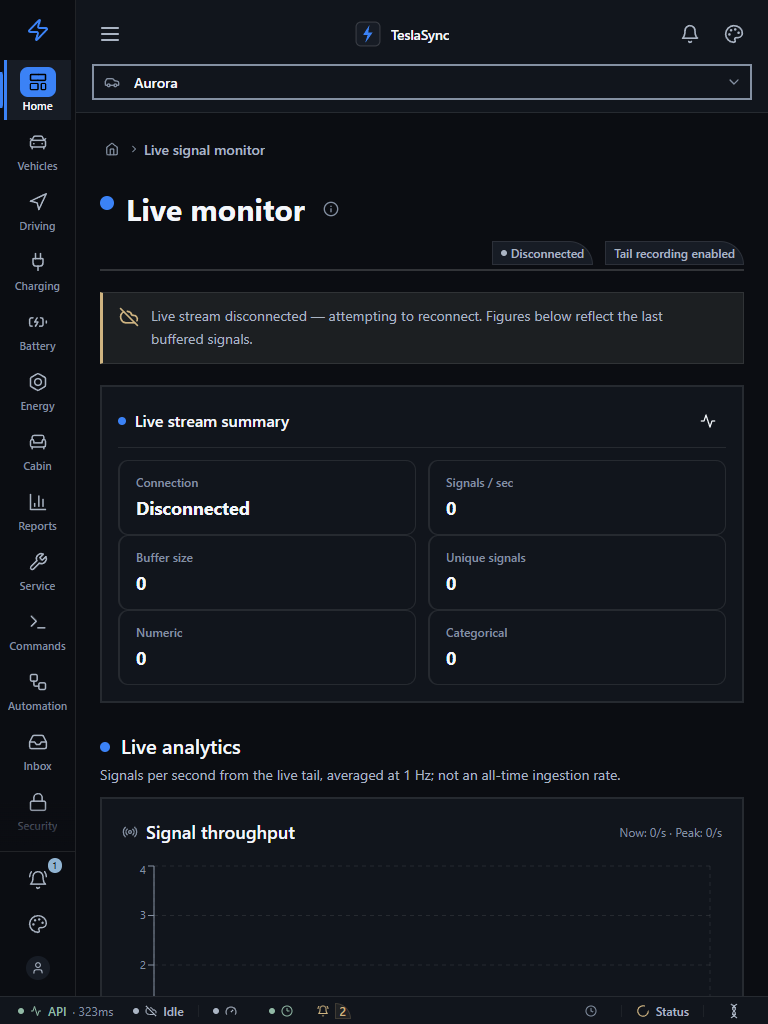 TeslaSync
Aurora
Home
Vehicles
Driving
Charging
Battery
Energy
Cabin
Reports
Service
Commands
Automation
Inbox
Security
1
Live signal monitor
Live monitor
Disconnected
Tail recording enabled
Live stream disconnected — attempting to reconnect. Figures below reflect the last
buffered signals.
Live stream summary
Connection
Disconnected
Signals / sec
0
Buffer size
0
Unique signals
0
Numeric
0
Categorical
0
Live analytics
Signals per second from the live tail, averaged at 1 Hz; not an all-time ingestion rate.
Signal throughput
Now: 0/s · Peak: 0/s
4
3
2
API · 323ms
Idle
2
Status